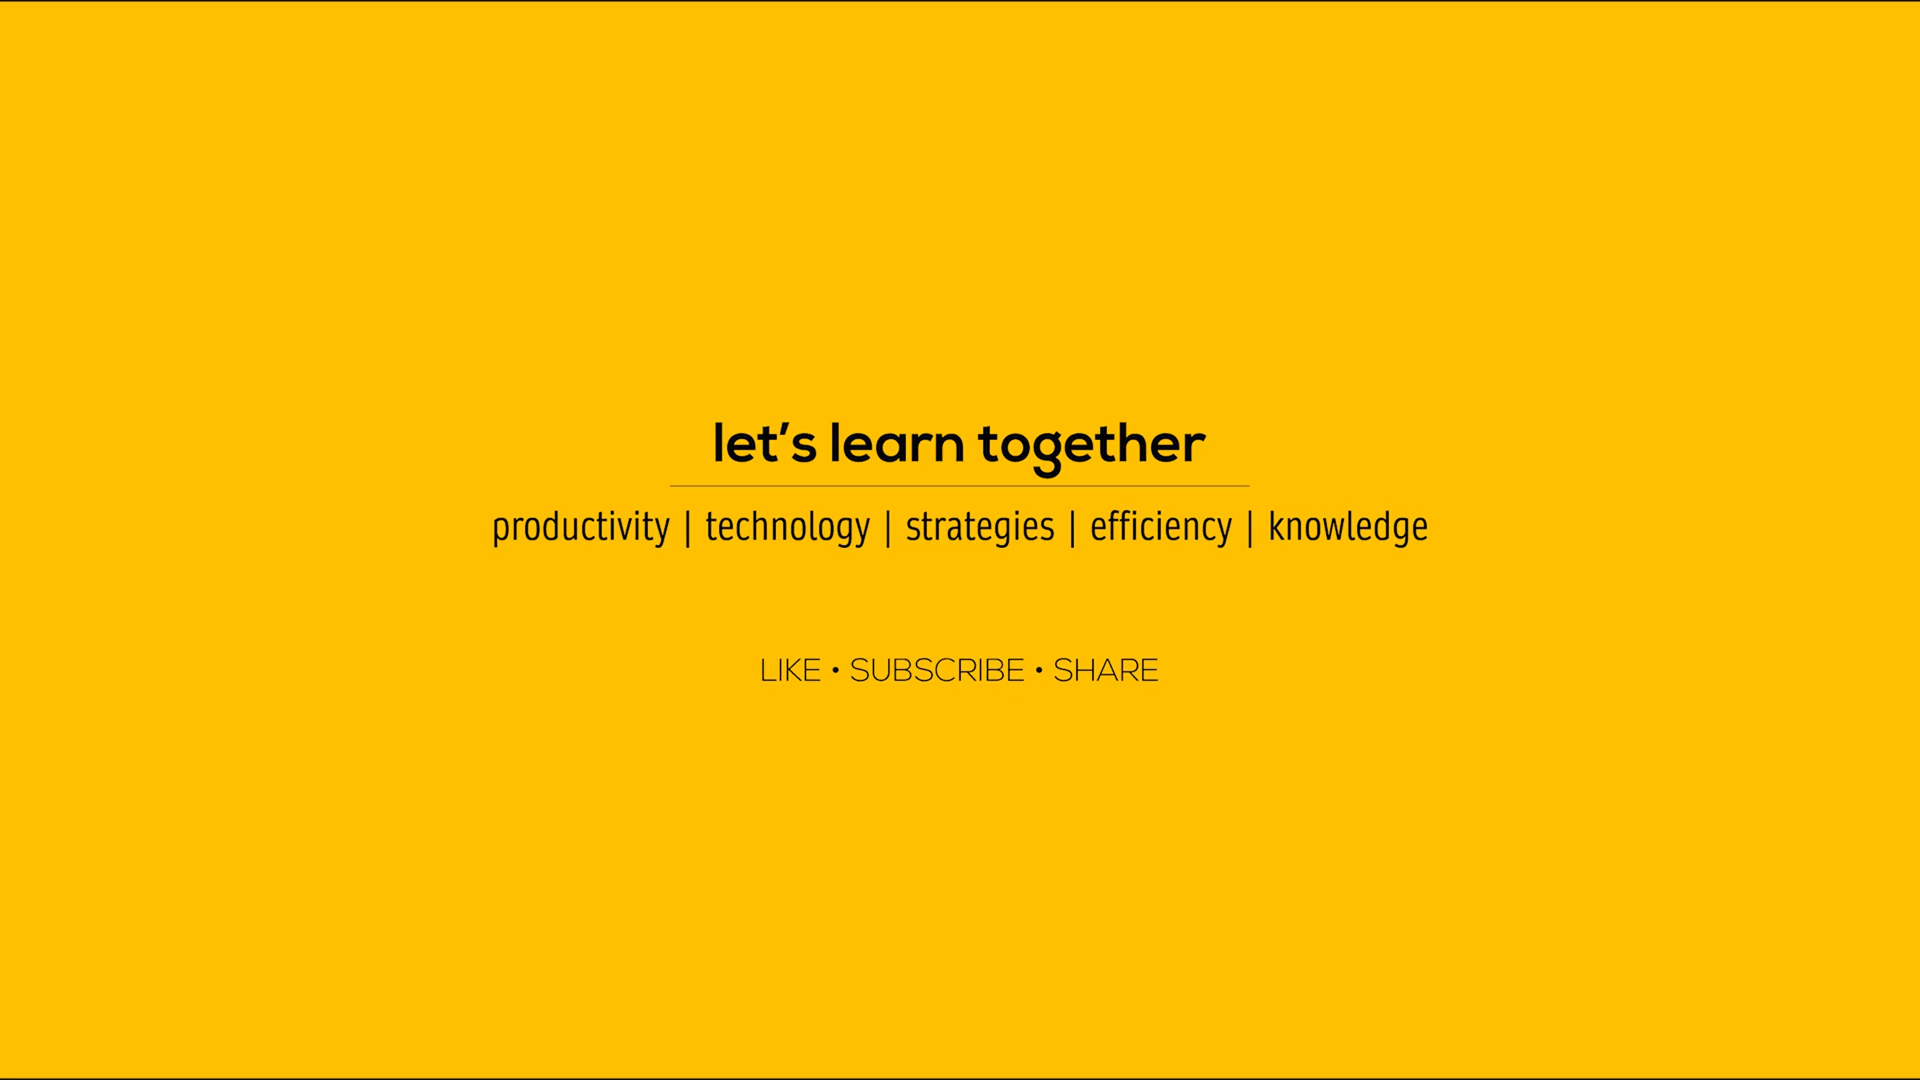 let’s learn together
productivity | technology | strategies | efficiency | knowledge
LIKE • SUBSCRIBE • SHARE